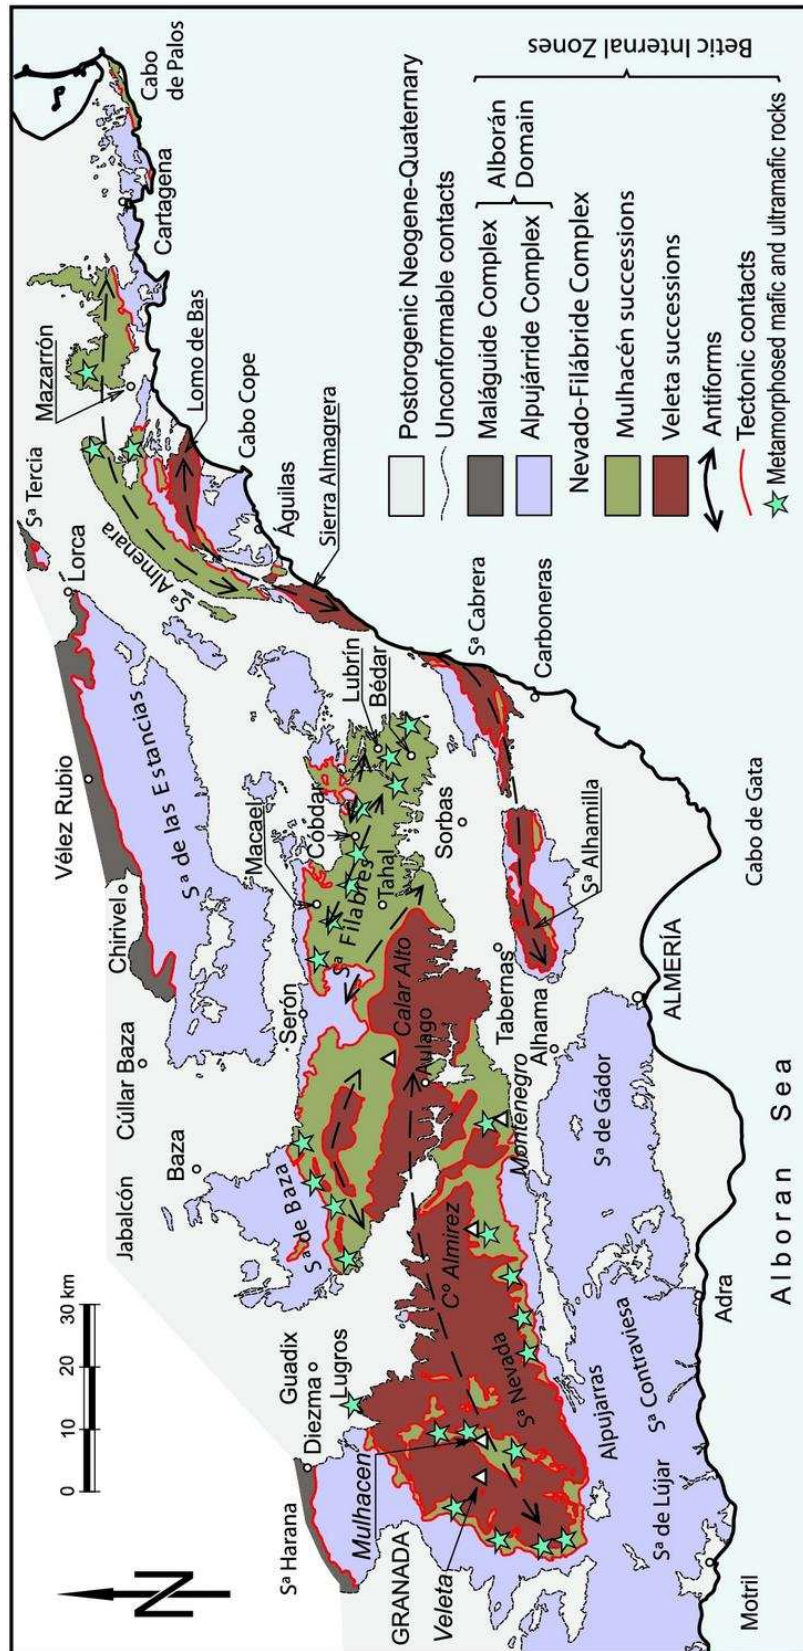 N
0 10 20 30 km
Sª Harana
GRANADA
Veleta
Mulhacen
Diezma
Guadix
Lugros
Sª Nevada
Alpujarras
Sª de Lújar
Sª Contraviesa
Motril
Adra
Cº Almirez
Montenegro
Sª de Gádor
ALMERÍA
Alboran Sea
Jabalcón
Baza
Cúllar Baza
Sª de Baza
Serón
Calar Alto
Aulago
Tabernas
Alhama
Sª Alhamilla
Cabo de Gata
Chirivel
Vélez Rubio
Sª de las Estancias
Macael
Cóbdar
Sª Filabres
Tahal
Lubrín
Bédar
Sorbas
Sª Cabrera
Carboneras
Lorca
Sª Tercia
Sª Almenara
Sierra Almagrera
Águilas
Cabo Cope
Lomo de Bas
Mazarrón
Cartagena
Cabo
de Palos
Postorogenic Neogene-Quaternary
Unconformable contacts
Maláguide Complex
Alpujárride Complex
Alborán
Domain
Nevado-Filábride Complex
Mulhacén successions
Veleta successions
Antiforms
Tectonic contacts
Metamorphosed mafic and ultramafic rocks
Betic Internal Zones